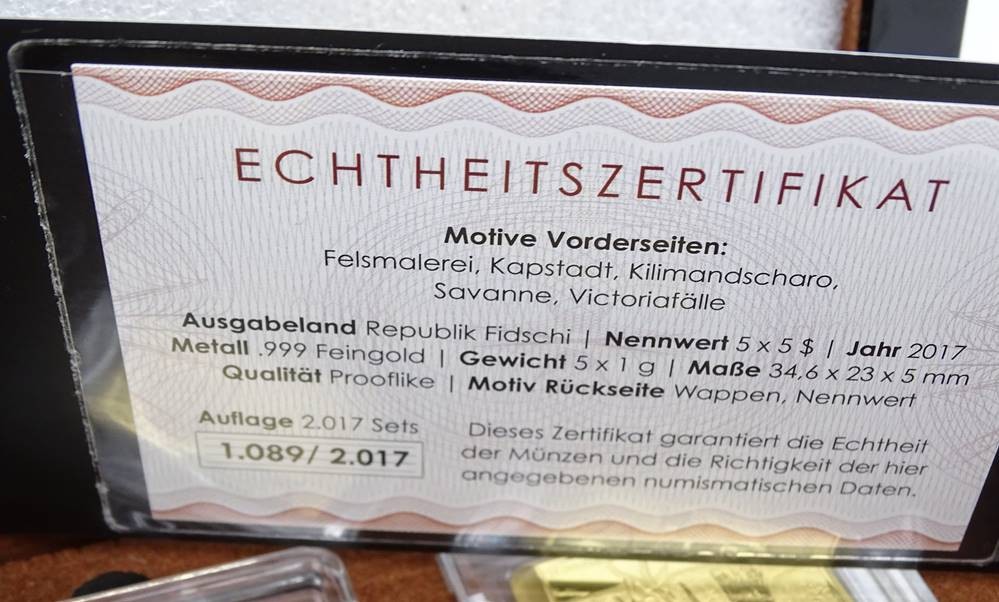 ECHTHEITSZERTIFIKAT
Motive Vorderseiten:
Felsmalerei, Kapstadt, Kilimandscharo,
Savanne, Victoriafälle
Ausgabeland Republik Fidschi | Nennwert 5 x 5 $ | Jahr 2017
Metall .999 Feingold | Gewicht 5 x 1 g | Maße 34,6 x 23 x 5 mm
Qualität Prooflike | Motiv Rückseite Wappen, Nennwert
Auflage 2.017 Sets
1.089/ 2.017
Dieses Zertifikat garantiert die Echtheit
der Münzen und die Richtigkeit der hier
angegebenen numismatischen Daten.